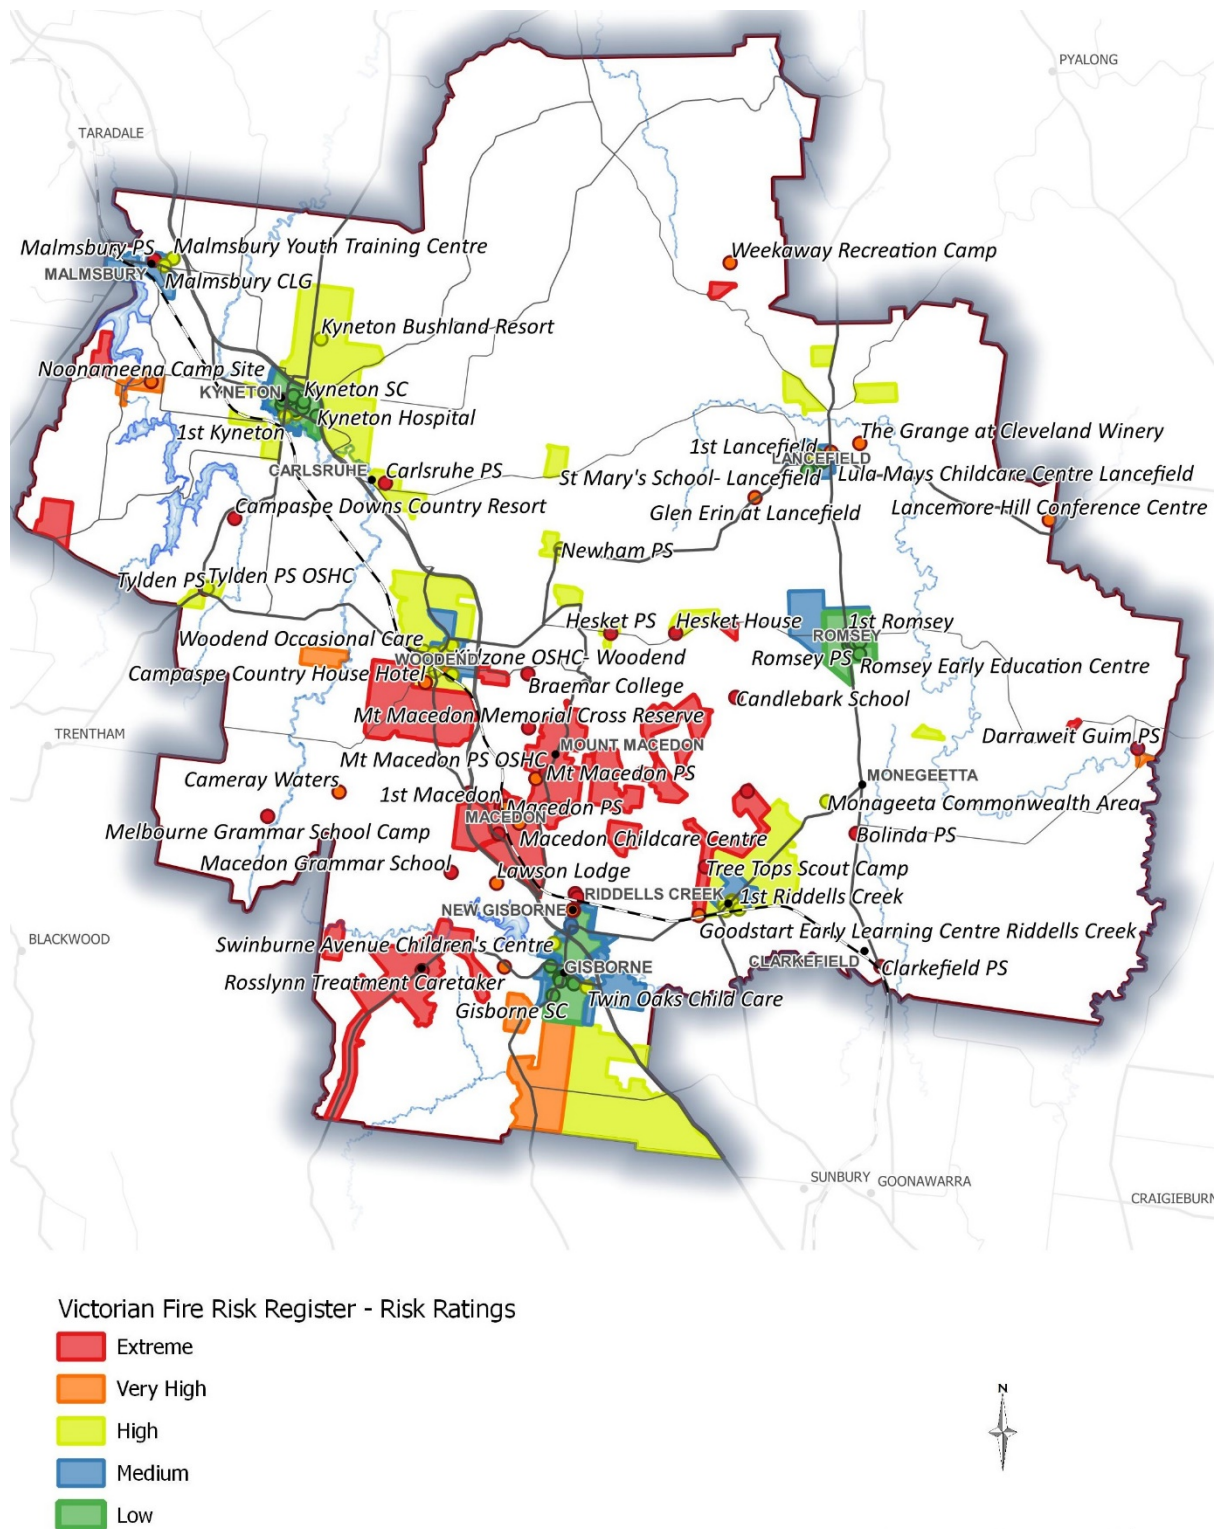 PYALONG
TARADALE
Malmsbury PS
Malmsbury Youth Training Centre
MALMSBURY
Malmsbury CLG
Weekaway Recreation Camp
Kyneton Bushland Resort
Noonameena Camp Site
KYNETON
Kyneton SC
Kyneton Hospital
1st Kyneton
The Grange at Cleveland Winery
1st Lancefield
LANCEFIELD
CARLSRUHE
Carlsruhe PS
St Mary's School- Lancefield
Lula-Mays Childcare Centre Lancefield
Campaspe Downs Country Resort
Glen Erin at Lancefield
Lancemore Hill Conference Centre
Newham PS
Tylden PS
Tylden PS OSHC
Hesket PS
Hesket House
1st Romsey
ROMSEY
Woodend Occasional Care
WOODEND
Kidzone OSHC- Woodend
Romsey PS
Romsey Early Education Centre
Campaspe Country House Hotel
Braemar College
Candlebark School
Mt Macedon Memorial Cross Reserve
TRENTHAM
Darraweit Guim PS
MOUNT MACEDON
Mt Macedon PS OSHC
Mt Macedon PS
MONEGEETTA
Cameray Waters
1st Macedon
Macedon PS
Monageeta Commonwealth Area
MACEDON
Melbourne Grammar School Camp
Macedon Childcare Centre
Bolinda PS
Macedon Grammar School
Lawson Lodge
Tree Tops Scout Camp
RIDDELLS CREEK
1st Riddells Creek
NEW GISBORNE
Goodstart Early Learning Centre Riddells Creek
BLACKWOOD
Swinburne Avenue Children's Centre
CLARKEFIELD
GISBORNE
Clarkefield PS
Rosslynn Treatment Caretaker
Twin Oaks Child Care
Gisborne SC
SUNBURY
GOONAWARRA
CRAIGIEBURN
Victorian Fire Risk Register - Risk Ratings
Extreme
Very High
High
Medium
Low
N